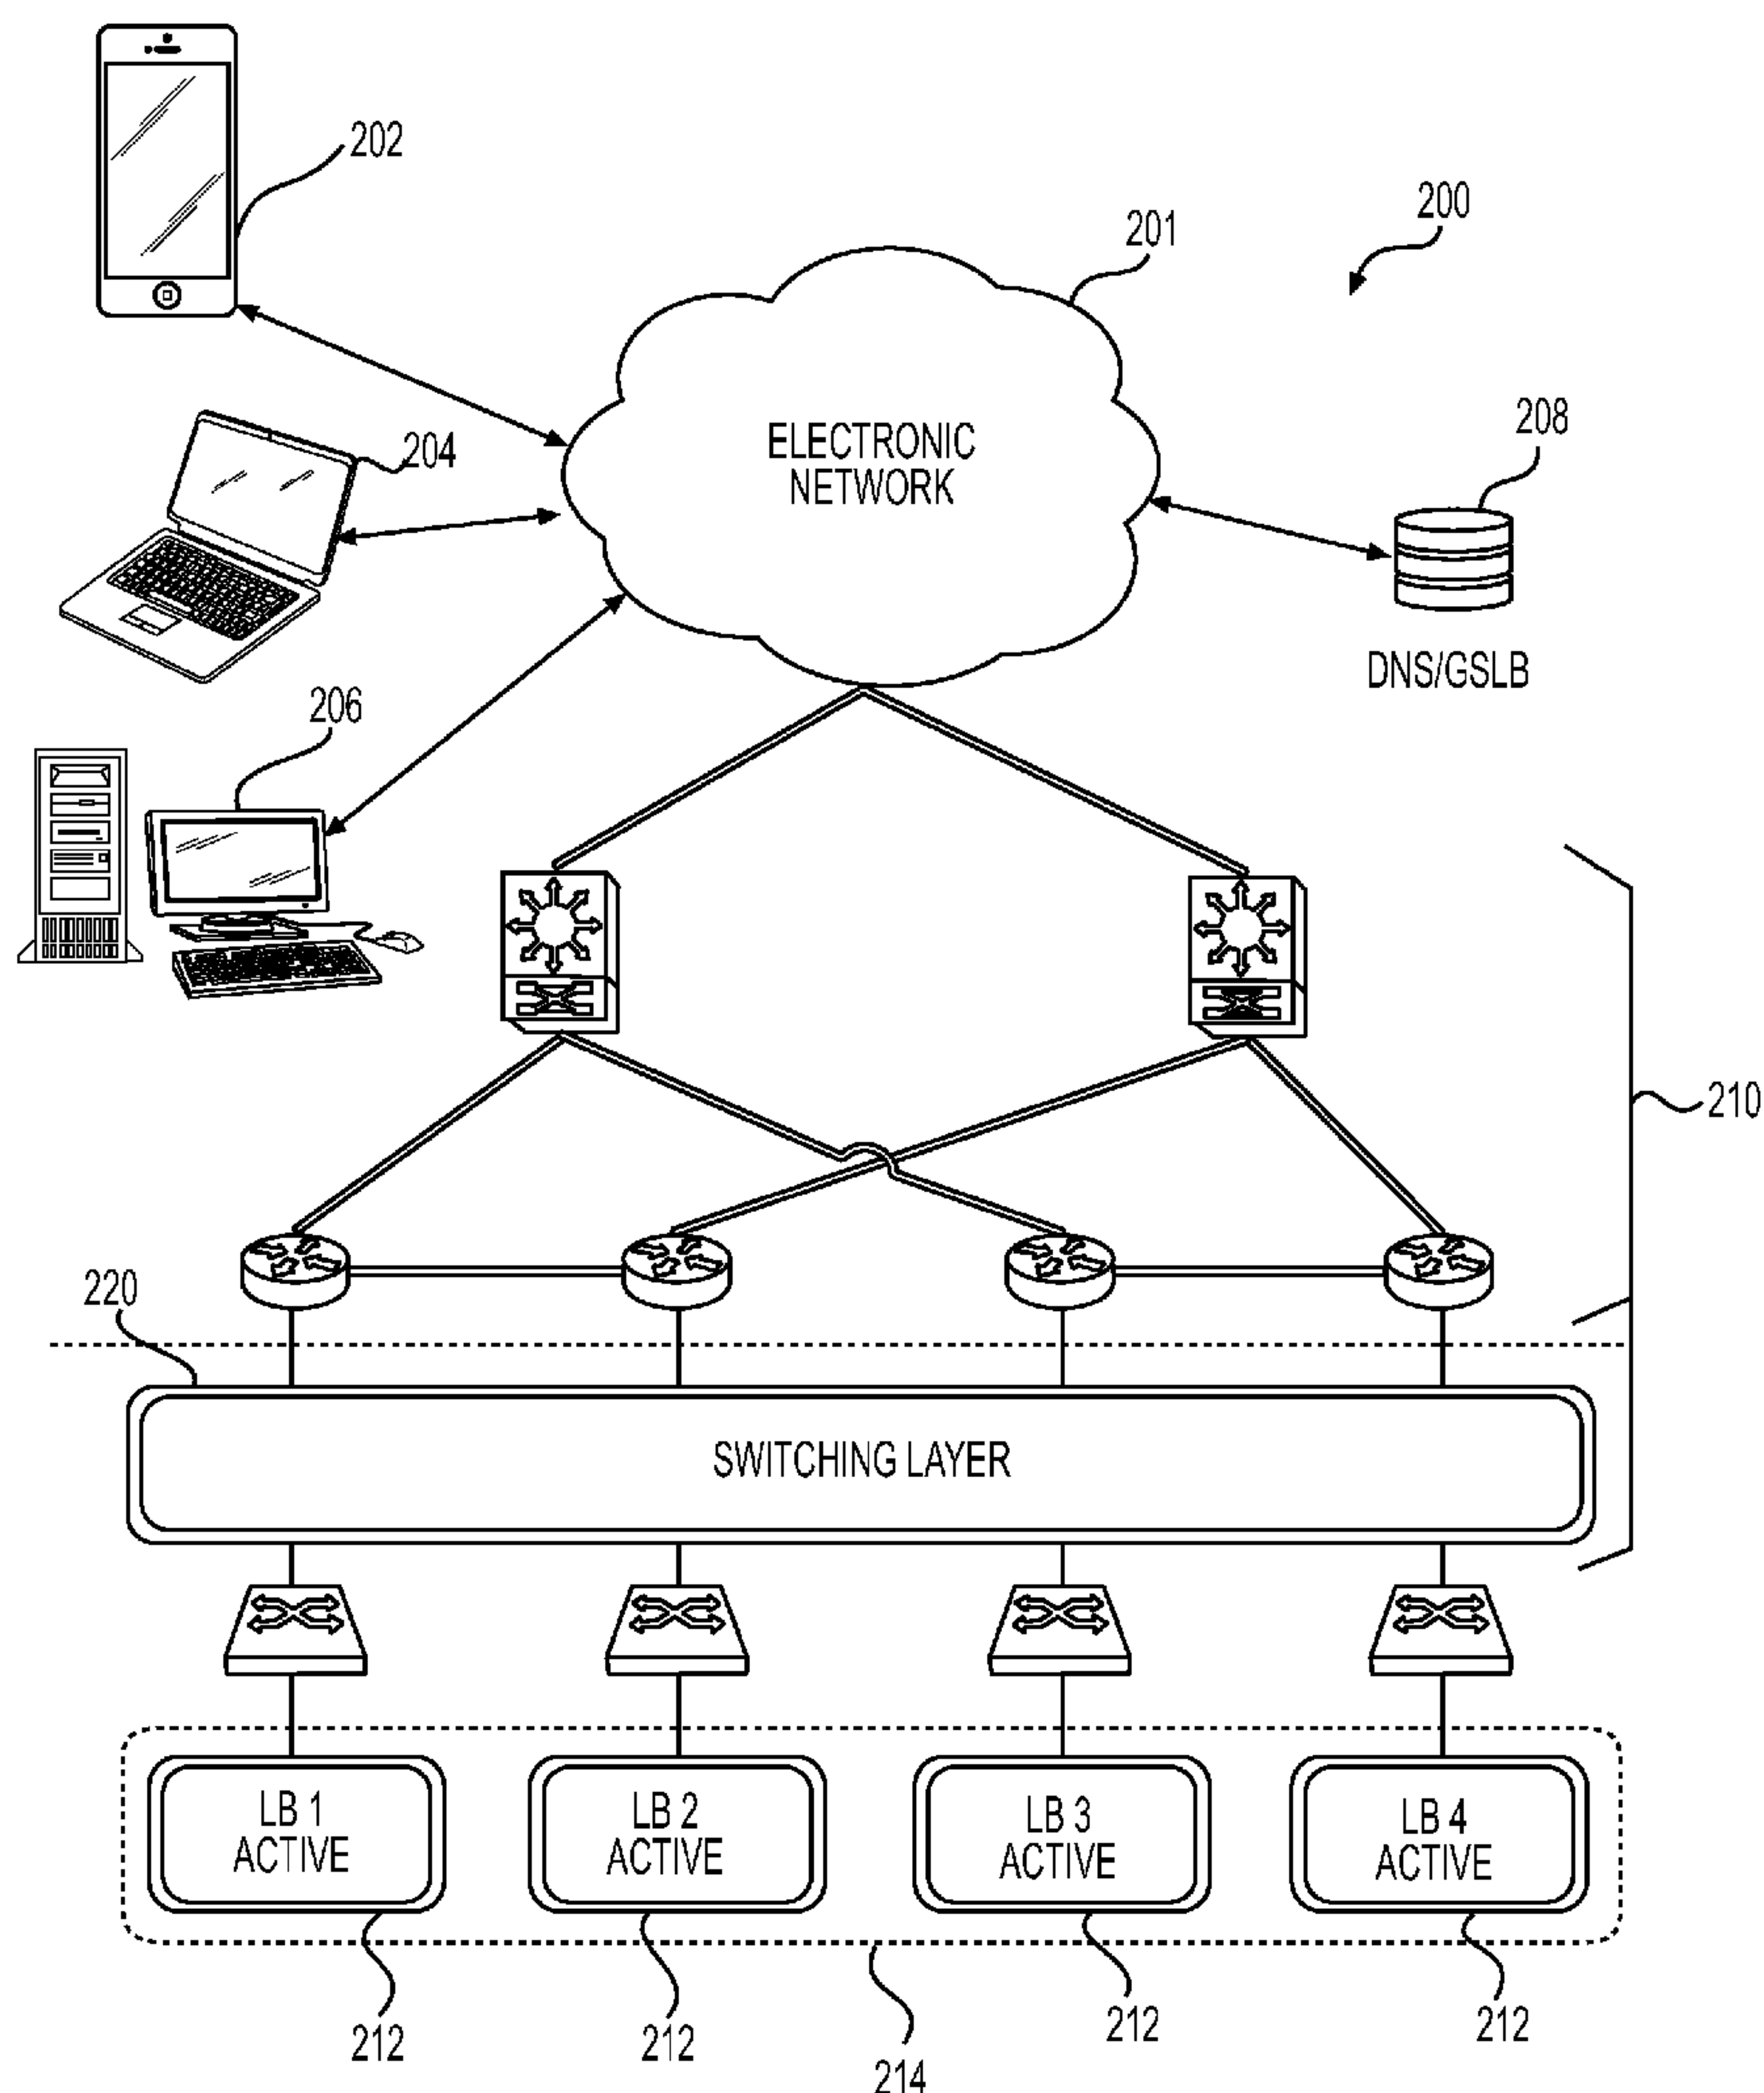 202
200
201
ELECTRONIC
NETWORK
208
204
DNS/GSLB
206
210
220
SWITCHING LAYER
LB 1
ACTIVE
LB 2
ACTIVE
LB 3
ACTIVE
LB 4
ACTIVE
212
212
212
212
214